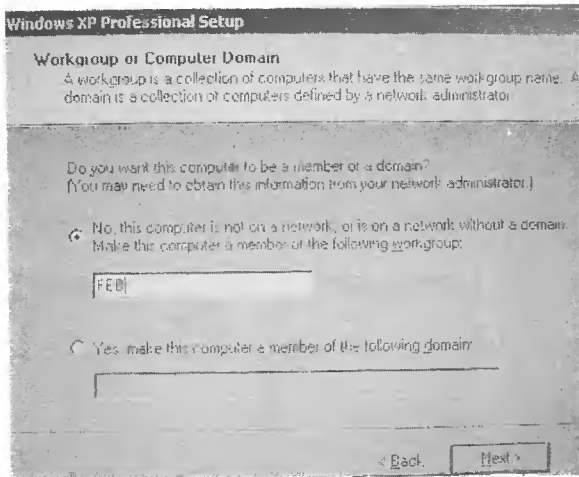 Windows XP Professional Setup
Workgroup or Computer Domain
A workgroup is a collection of computers that have the same workgroup name. A
domain is a collection of computers defined by a network administrator
Do you want this computer to be a member of a domain?
(You may need to obtain this information from your network administrator.)
No, this computer is not on a network, or is on a network without a domain.
Make this computer a member of the following workgroup:
FEB
Yes, make this computer a member of the following domain:
< Back
Next >